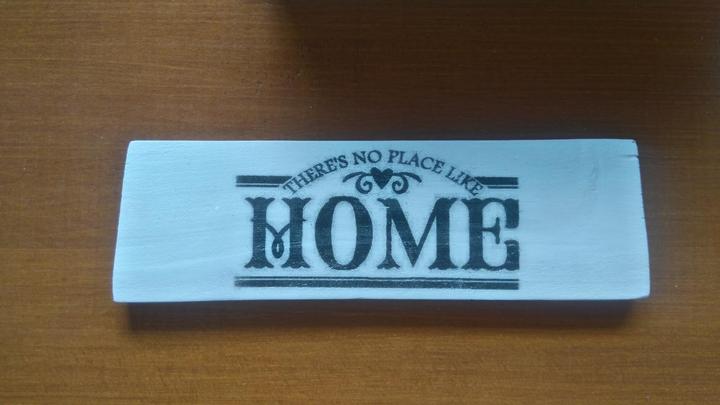 THERE'S NO PLACE LIKE
HOME